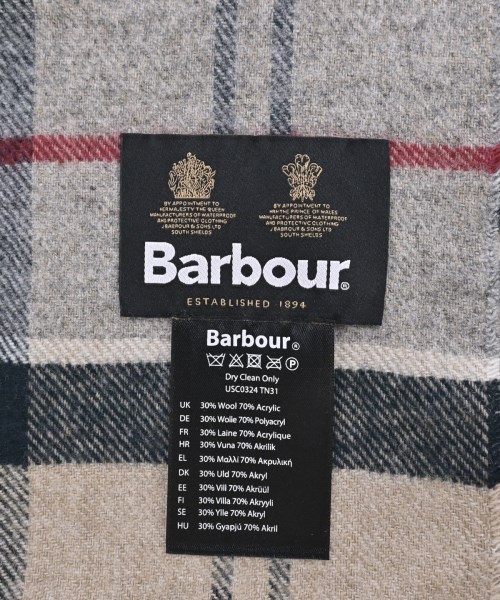 BY APPOINTMENT TO
HER MAJESTY THE QUEEN
MANUFACTURERS OF WATERPROOF
AND PROTECTIVE CLOTHING
J.BARBOUR & SONS LTD
SOUTH SHIELDS
BY APPOINTMENT TO
HRH THE PRINCE OF WALES
MANUFACTURERS OF WATERPROOF
AND PROTECTIVE CLOTHING
J.BARBOUR & SONS LTD
SOUTH SHIELDS
Barbour®
ESTABLISHED 1894
Barbour®
P
Dry Clean Only
USC0324 TN31
UK 30% Wool 70% Acrylic
DE 30% Wolle 70% Polyacryl
FR 30% Laine 70% Acrylique
HR 30% Vuna 70% Akrilik
EL 30% Μαλλί 70% Ακρυλική
DK 30% Uld 70% Akryl
EE 30% Vill 70% Akrüül
FI 30% Villa 70% Akryyli
SE 30% Ylle 70% Akryl
HU 30% Gyapjú 70% Akril